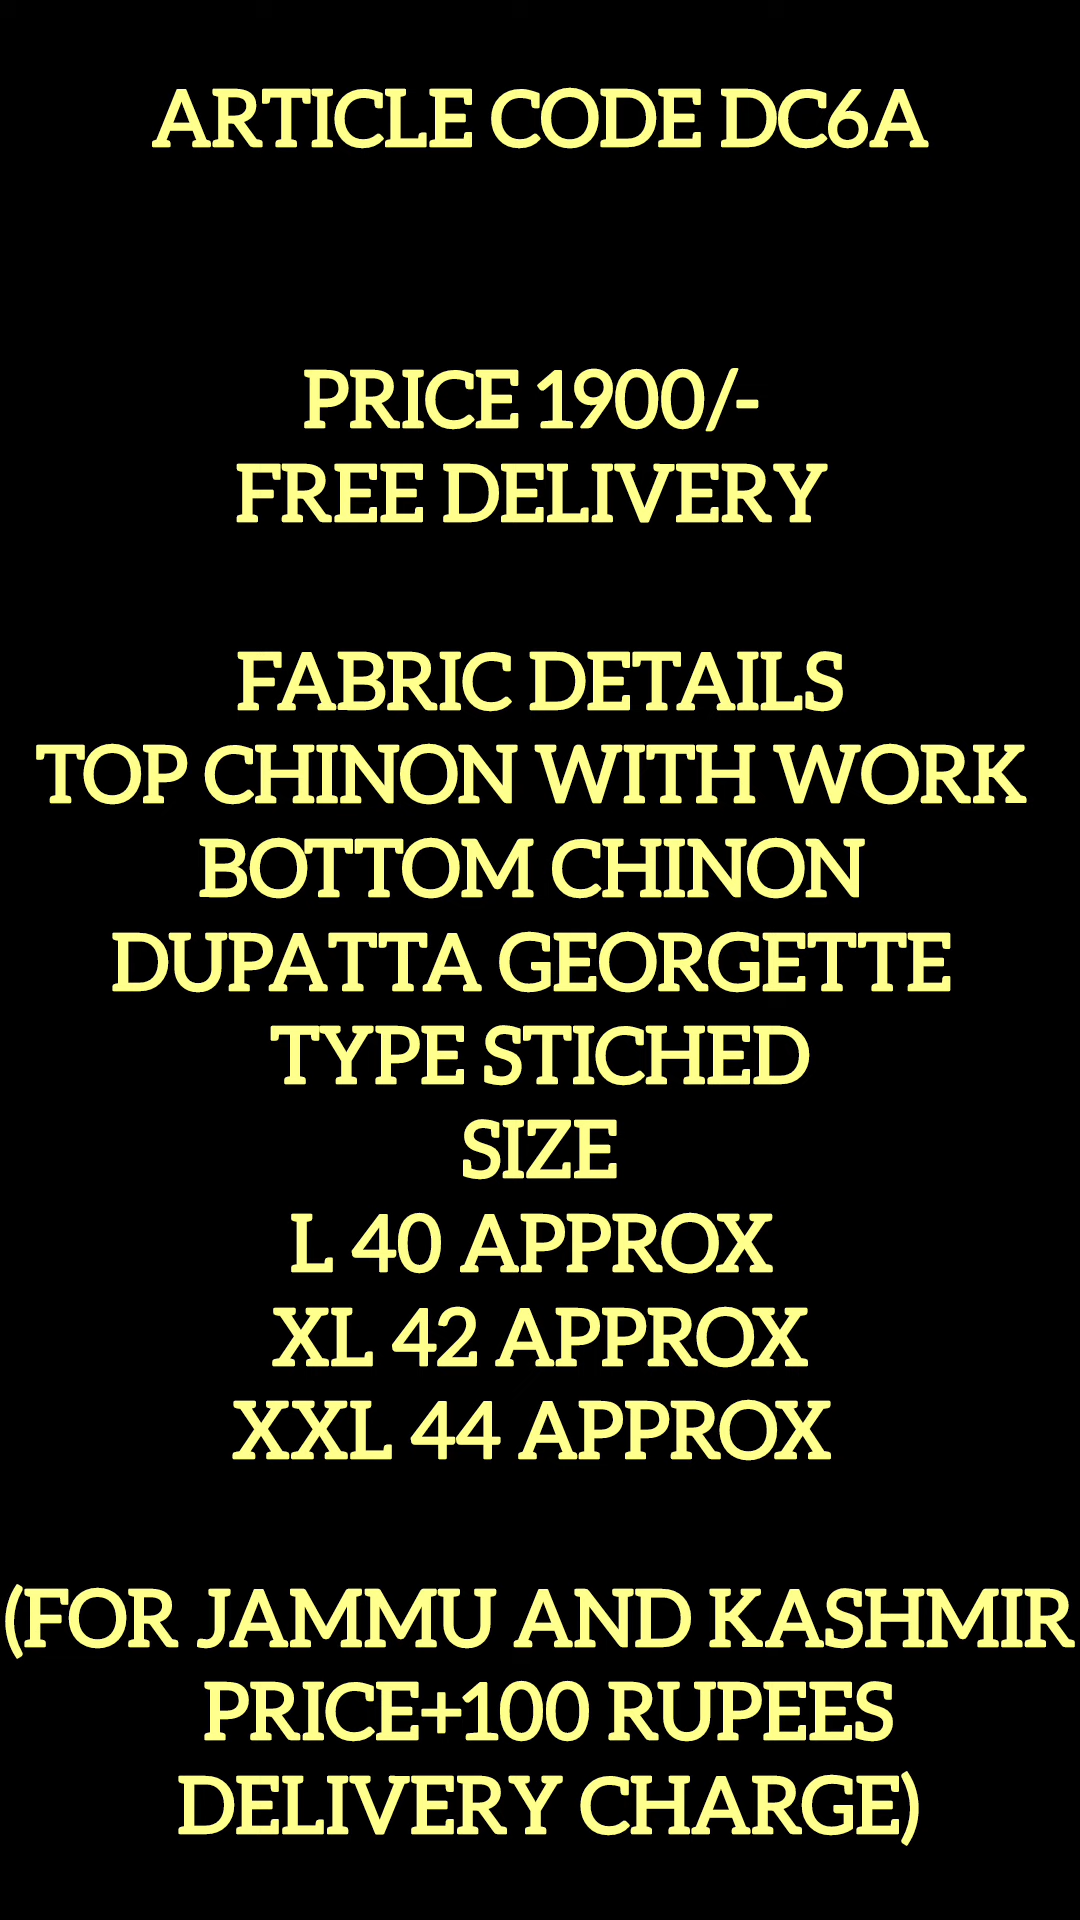 ARTICLE CODE DC6A
PRICE 1900/-
FREE DELIVERY
FABRIC DETAILS
TOP CHINON WITH WORK
BOTTOM CHINON
DUPATTA GEORGETTE
TYPE STICHED
SIZE
L 40 APPROX
XL 42 APPROX
XXL 44 APPROX
(FOR JAMMU AND KASHMIR
PRICE+100 RUPEES
DELIVERY CHARGE)